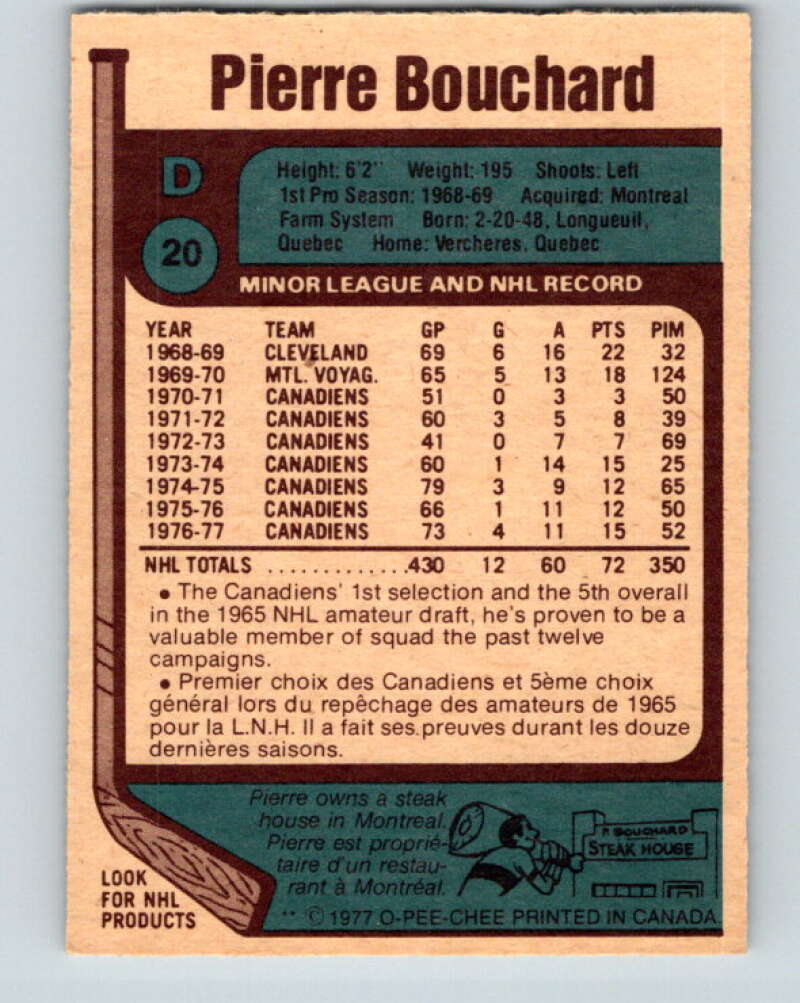 Pierre Bouchard
D
20
Height: 6'2" Weight: 195 Shoots: Left
1st Pro Season: 1968-69 Acquired: Montreal
Farm System Born: 2-20-48, Longueuil,
Quebec Home: Vercheres, Quebec
MINOR LEAGUE AND NHL RECORD
YEAR TEAM GP G A PTS PIM
1968-69 CLEVELAND 69 6 16 22 32
1969-70 MTL. VOYAG. 65 5 13 18 124
1970-71 CANADIENS 51 0 3 3 50
1971-72 CANADIENS 60 3 5 8 39
1972-73 CANADIENS 41 0 7 7 69
1973-74 CANADIENS 60 1 14 15 25
1974-75 CANADIENS 79 3 9 12 65
1975-76 CANADIENS 66 1 11 12 50
1976-77 CANADIENS 73 4 11 15 52
NHL TOTALS .............430 12 60 72 350
• The Canadiens' 1st selection and the 5th overall
in the 1965 NHL amateur draft, he's proven to be a
valuable member of squad the past twelve
campaigns.
• Premier choix des Canadiens et 5ème choix
général lors du repêchage des amateurs de 1965
pour la L.N.H. Il a fait ses preuves durant les douze
dernières saisons.
Pierre owns a steak
house in Montreal.
Pierre est proprié-
taire d'un restau-
rant à Montréal.
P. BOUCHARD
STEAK HOUSE
LOOK
FOR NHL
PRODUCTS
** © 1977 O-PEE-CHEE PRINTED IN CANADA.